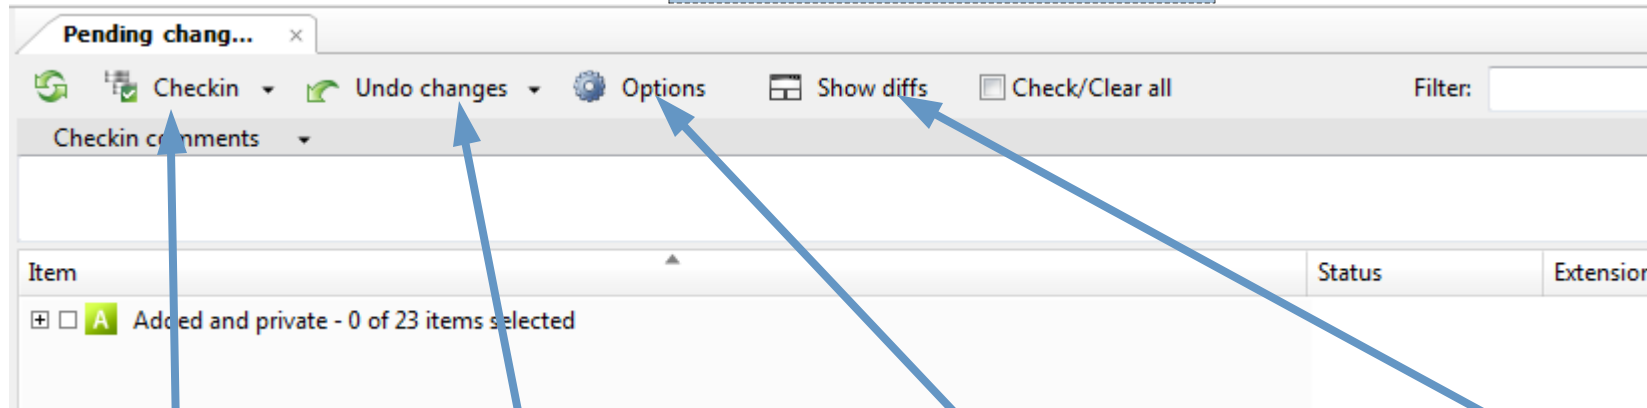 Pending chang...
Checkin Undo changes Options Show diffs Check/Clear all Filter:
Checkin comments
Item Status Extension
A Added and private - 0 of 23 items selected